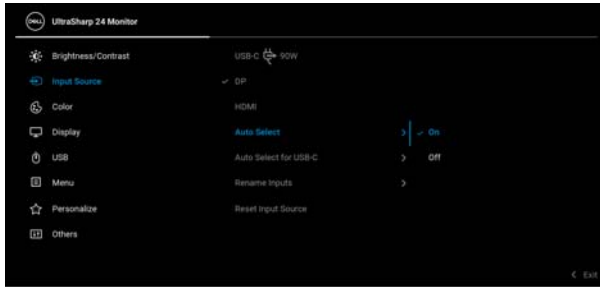 DELL UltraSharp 24 Monitor
Brightness/Contrast USB-C 90W
Input Source DP
Color HDMI
Display Auto Select On
USB Auto Select for USB-C Off
Menu Rename Inputs
Personalize Reset Input Source
Others
Exit